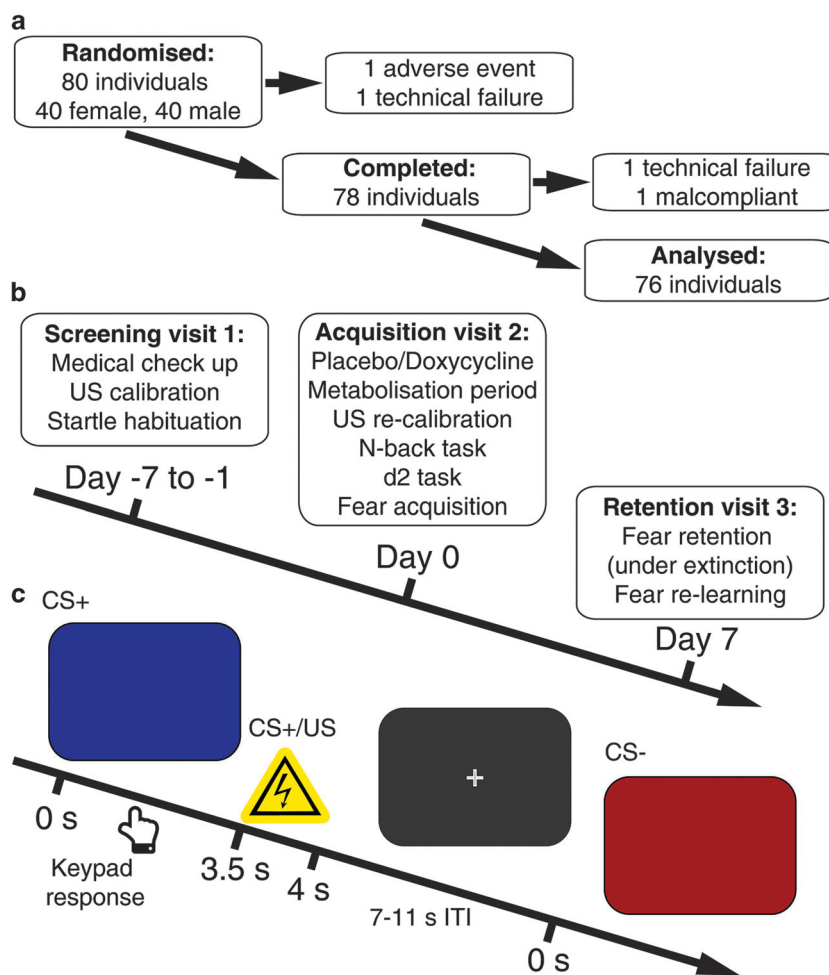 a
Randomised:
80 individuals
40 female, 40 male
1 adverse event
1 technical failure
Completed:
78 individuals
1 technical failure
1 malcompliant
Analysed:
76 individuals
b
Screening visit 1:
Medical check up
US calibration
Startle habituation
Day -7 to -1
Acquisition visit 2:
Placebo/Doxycycline
Metabolisation period
US re-calibration
N-back task
d2 task
Fear acquisition
Day 0
Retention visit 3:
Fear retention
(under extinction)
Fear re-learning
Day 7
c
CS+
CS+/US
CS-
0 s
Keypad
response
3.5 s
4 s
7-11 s ITI
0 s